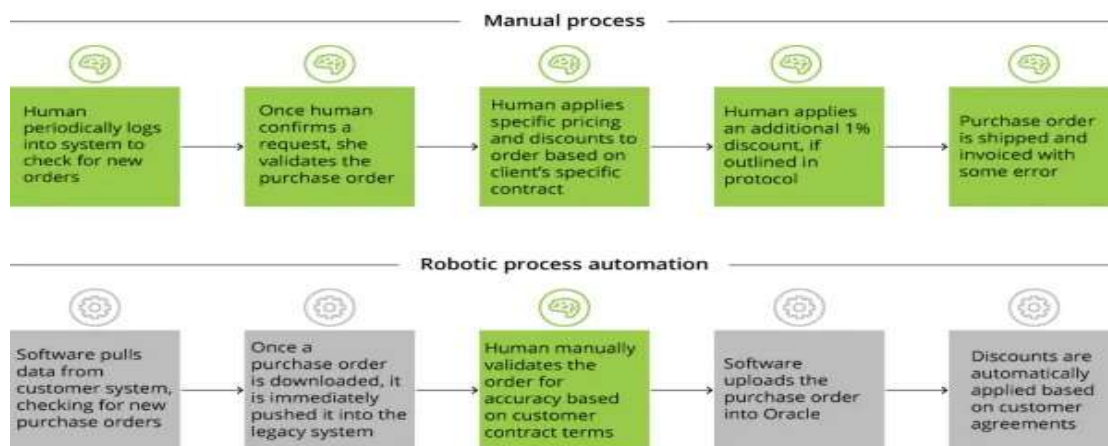 Manual process
Human
periodically logs
into system to
check for new
orders
Once human
confirms a
request, she
validates the
purchase order
Human applies
specific pricing
and discounts to
order based on
client's specific
contract
Human applies
an additional 1%
discount, if
outlined in
protocol
Purchase order
is shipped and
invoiced with
some error
Robotic process automation
Software pulls
data from
customer system,
checking for new
purchase orders
Once a
purchase order
is downloaded, it
is immediately
pushed it into the
legacy system
Human manually
validates the
order for
accuracy based
on customer
contract terms
Software
uploads the
purchase order
into Oracle
Discounts are
automatically
applied based
on customer
agreements